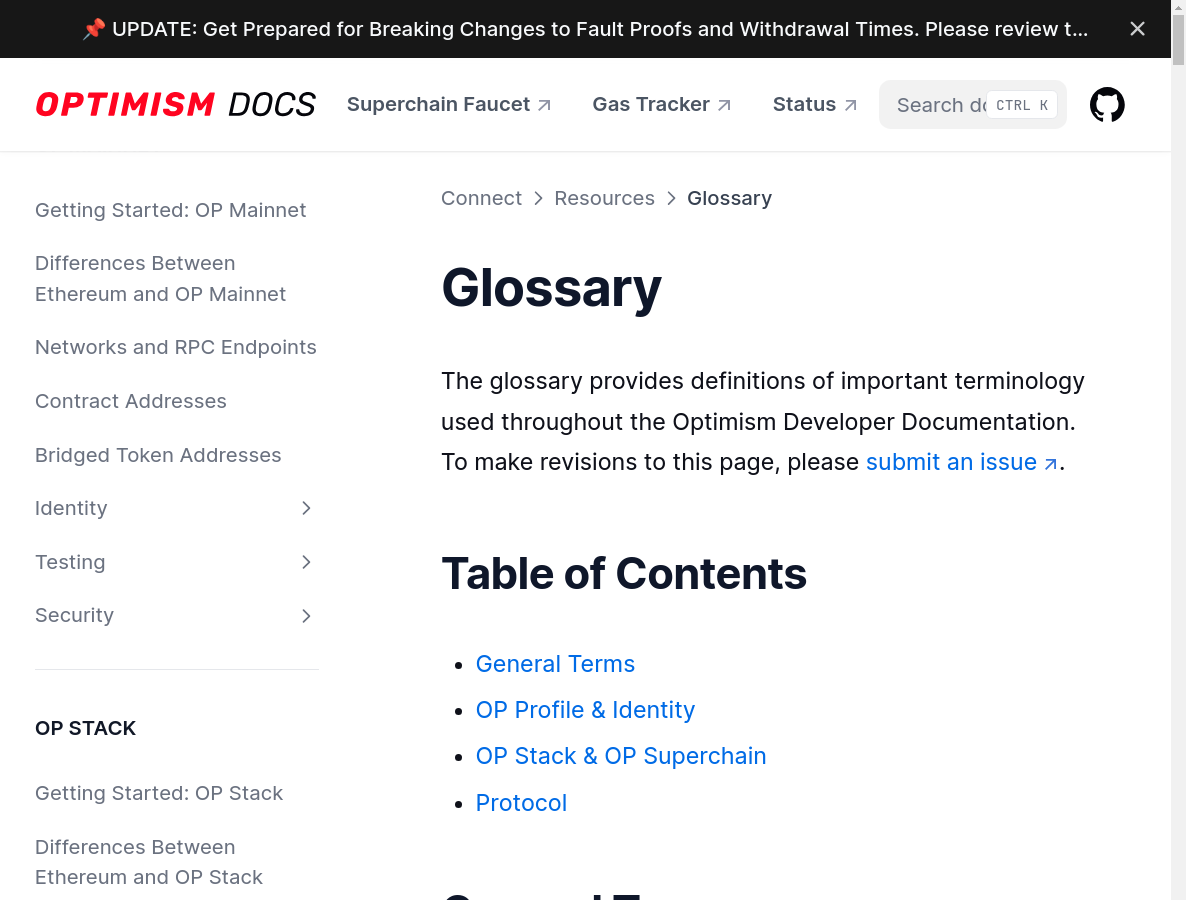 📌 UPDATE: Get Prepared for Breaking Changes to Fault Proofs and Withdrawal Times. Please review t...
OPTIMISM DOCS
Superchain Faucet
Gas Tracker
Status
Search do
CTRL K
Getting Started: OP Mainnet
Differences Between
Ethereum and OP Mainnet
Networks and RPC Endpoints
Contract Addresses
Bridged Token Addresses
Identity
Testing
Security
OP STACK
Getting Started: OP Stack
Differences Between
Ethereum and OP Stack
Connect > Resources > Glossary
Glossary
The glossary provides definitions of important terminology
used throughout the Optimism Developer Documentation.
To make revisions to this page, please submit an issue ↗.
Table of Contents
• General Terms
• OP Profile & Identity
• OP Stack & OP Superchain
• Protocol